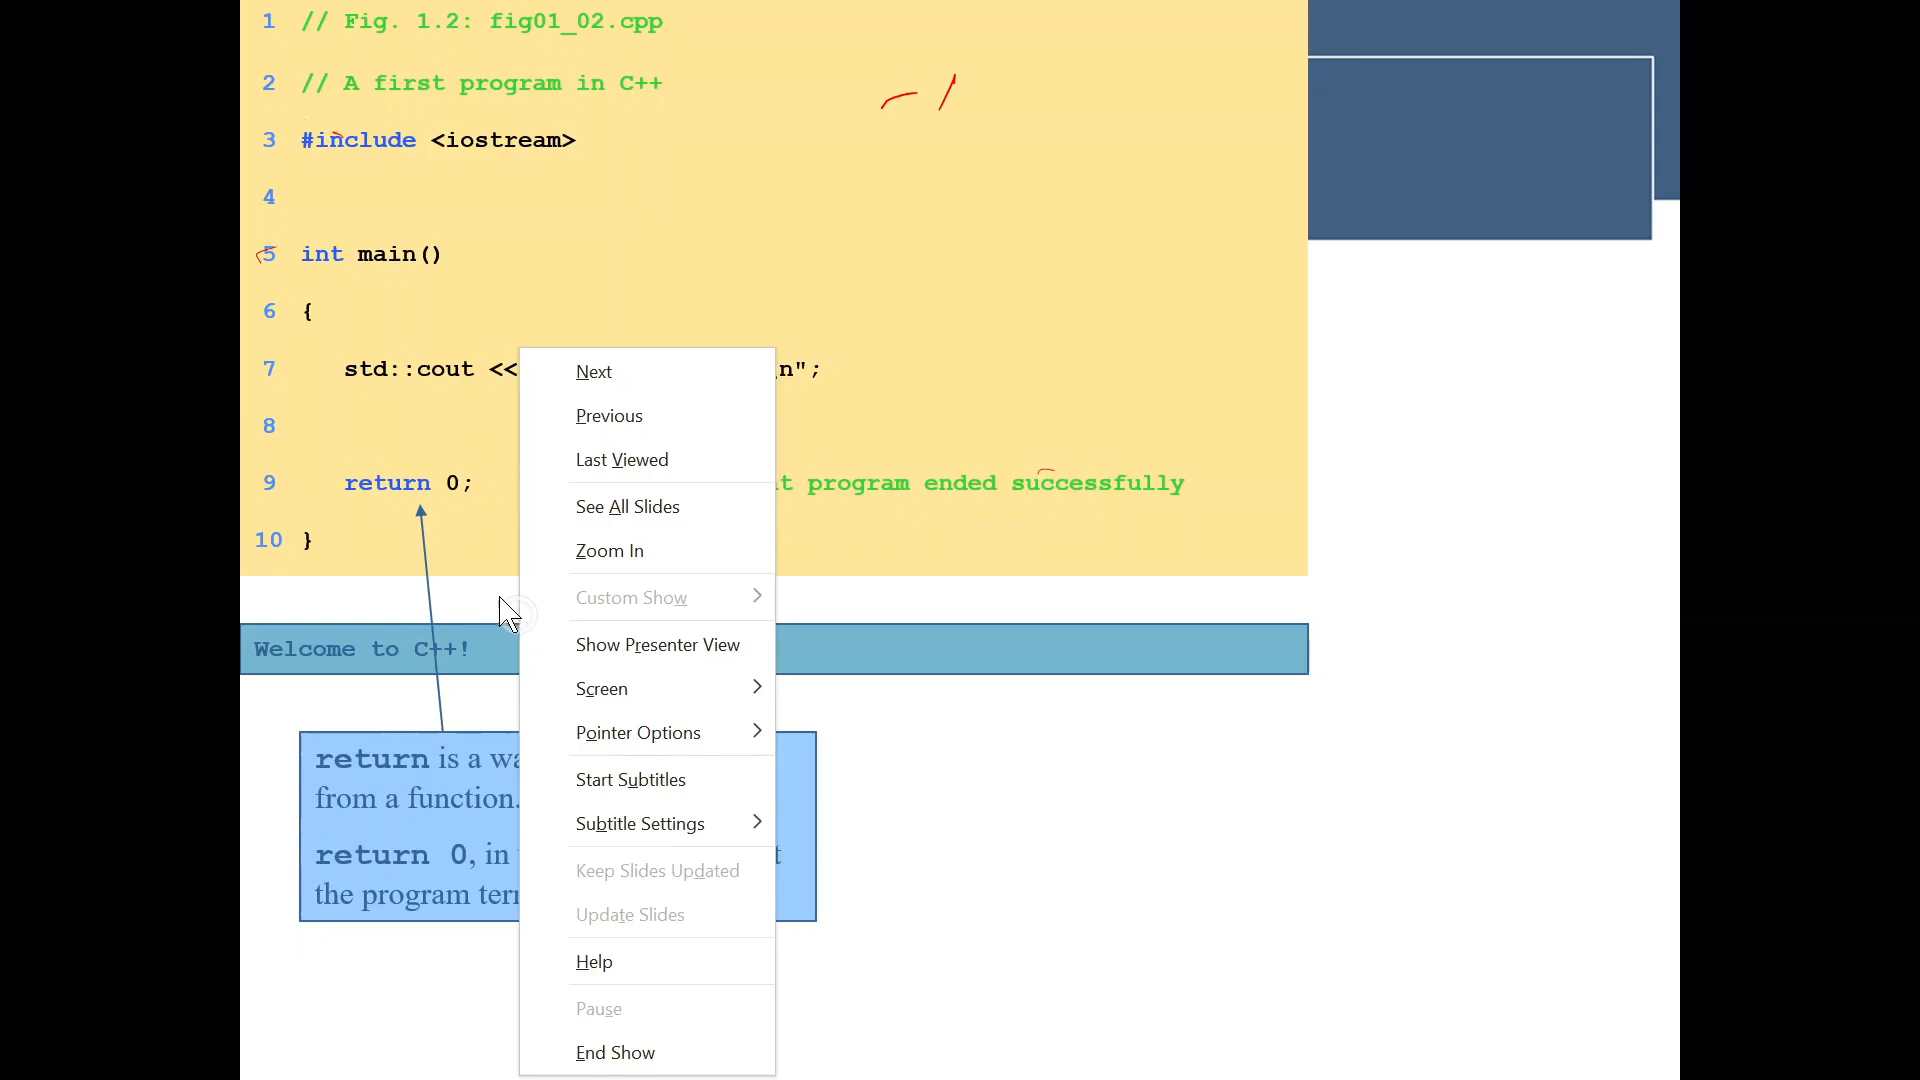 1 // Fig. 1.2: fig01_02.cpp
2 // A first program in C++
3 #include <iostream>
4
5 int main()
6 {
7 std::cout << n";
8
9 return 0; t program ended successfully
10 }
Welcome to C++!
return is a wa
from a function.
return 0, in t
the program ter
Next
Previous
Last Viewed
See All Slides
Zoom In
Custom Show
Show Presenter View
Screen
Pointer Options
Start Subtitles
Subtitle Settings
Keep Slides Updated
Update Slides
Help
Pause
End Show